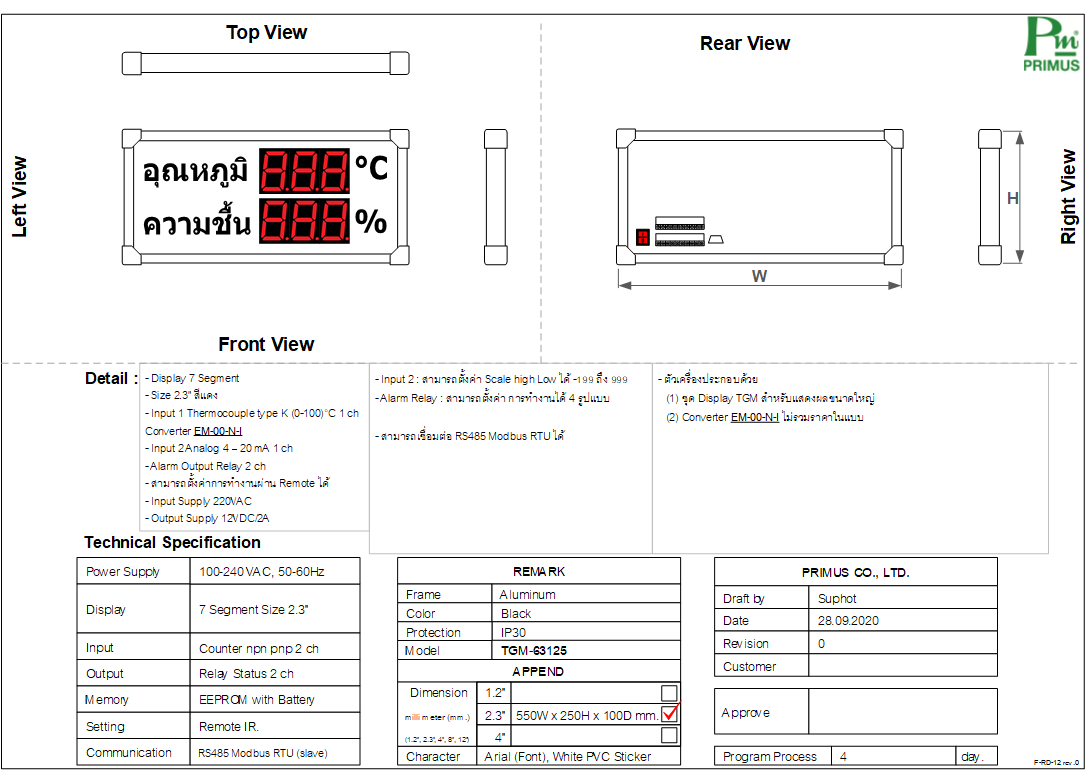 Top View
Rear View
Pm
PRIMUS
Left View
อุณหภูมิ 888 °C
ความชื้น 888 %
H
Right View
W
Front View
Detail :
- Display 7 Segment
- Size 2.3" สีแดง
- Input 1 Thermocouple type K (0-100)°C 1 ch
Converter EM-00-N-I
- Input 2 Analog 4 – 20 mA 1 ch
- Alarm Output Relay 2 ch
- สามารถตั้งค่าการทำงานผ่าน Remote ได้
- Input Supply 220VAC
- Output Supply 12VDC/2A
- Input 2 : สามารถตั้งค่า Scale high Low ได้ -199 ถึง 999
-Alarm Relay : สามารถตั้งค่า การทำงานได้ 4 รูปแบบ
- สามารถเชื่อมต่อ RS485 Modbus RTU ได้
- ตัวเครื่องประกอบด้วย
(1) ชุด Display TGM สำหรับแสดงผลขนาดใหญ่
(2) Converter EM-00-N-I ไม่รวมราคาในแบบ
Technical Specification
Power Supply 100-240 VAC, 50-60Hz
Display 7 Segment Size 2.3"
Input Counter npn pnp 2 ch
Output Relay Status 2 ch
Memory EEPROM with Battery
Setting Remote IR.
Communication RS485 Modbus RTU (slave)
REMARK
Frame Aluminum
Color Black
Protection IP30
Model TGM-63125
APPEND
Dimension 1.2"
millimeter (mm.) 2.3" 550W x 250H x 100D mm.
(1.2", 2.3", 4", 8", 12") 4"
Character Arial (Font), White PVC Sticker
PRIMUS CO., LTD.
Draft by Suphot
Date 28.09.2020
Revision 0
Customer
Approve
Program Process 4 day.
F-RD-12 rev.0